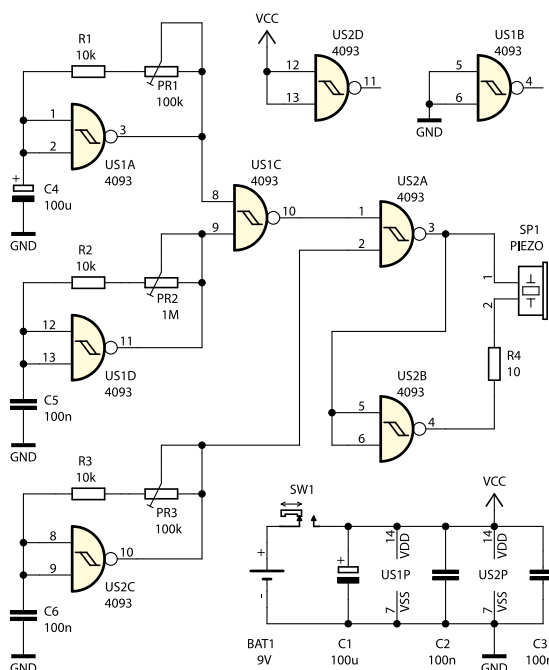 R1
10k
PR1
100k
1
2
3
US1A
4093
+
C4
100u
GND
VCC
12
13
11
US2D
4093
5
6
4
US1B
4093
GND
R2
10k
PR2
1M
12
13
11
US1D
4093
C5
100n
GND
US1C
4093
8
9
10
US2A
4093
1
2
3
SP1
PIEZO
1
2
R4
10
US2B
4093
5
6
4
R3
10k
PR3
100k
8
9
10
US2C
4093
C6
100n
GND
SW1
VCC
+
-
BAT1
9V
+
C1
100u
14
VDD
US1P
7
VSS
C2
100n
14
VDD
US2P
7
VSS
GND
C3
100n